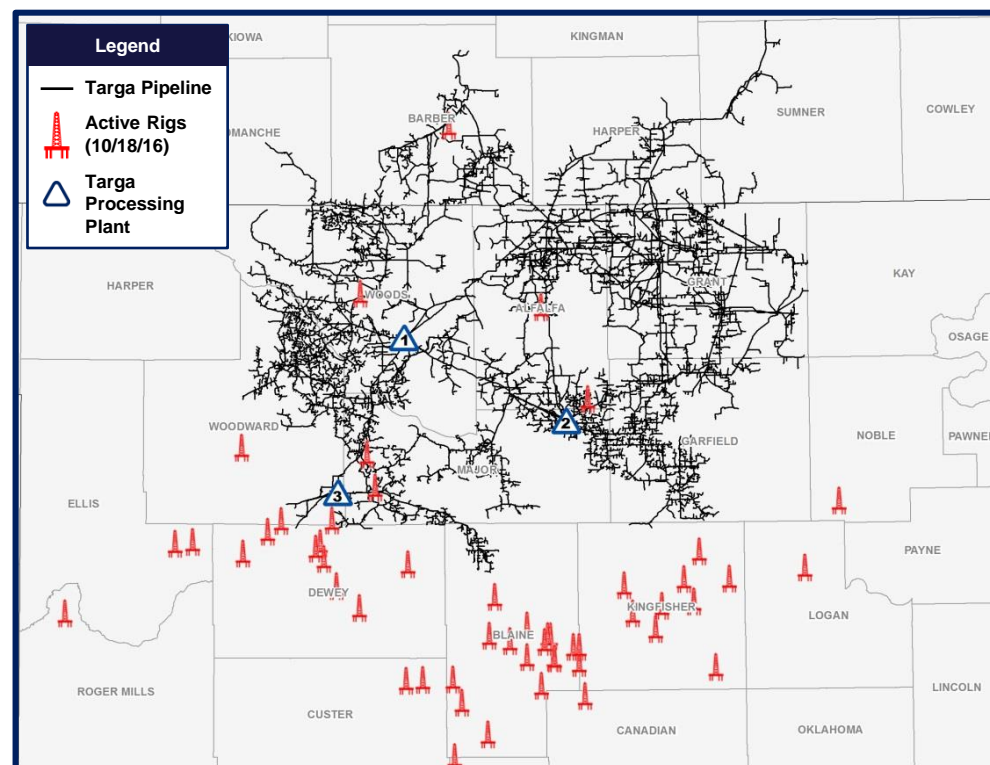 Legend
Targa Pipeline
Active Rigs
(10/18/16)
Targa
Processing
Plant
KIOWA
KINGMAN
OMANCHE
BARBER
HARPER
SUMNER
COWLEY
HARPER
WOODS
ALFALFA
GRANT
KAY
OSAGE
1
2
WOODWARD
MAJOR
GARFIELD
NOBLE
PAWNEE
3
ELLIS
PAYNE
DEWEY
BLAINE
KINGFISHER
LOGAN
ROGER MILLS
CUSTER
CANADIAN
OKLAHOMA
LINCOLN